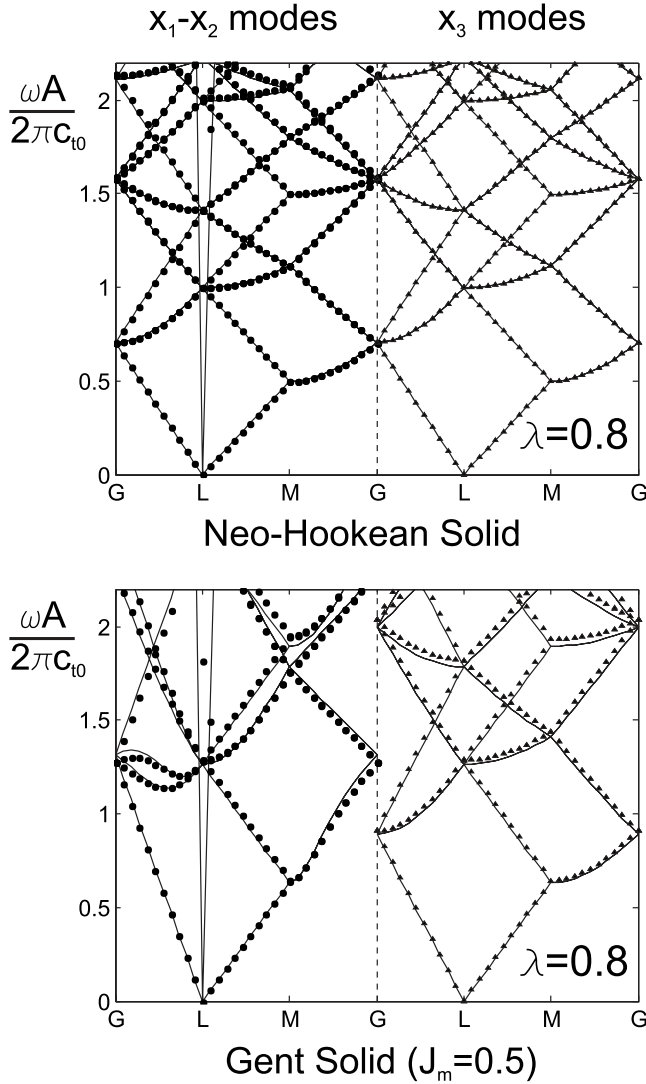 x₁-x₂ modes x₃ modes
ωA
2πcₜ₀
2
1.5
1
0.5
0
G L M G L M G
λ=0.8
Neo-Hookean Solid
ωA
2πcₜ₀
2
1.5
1
0.5
0
G L M G L M G
λ=0.8
Gent Solid (Jₘ=0.5)